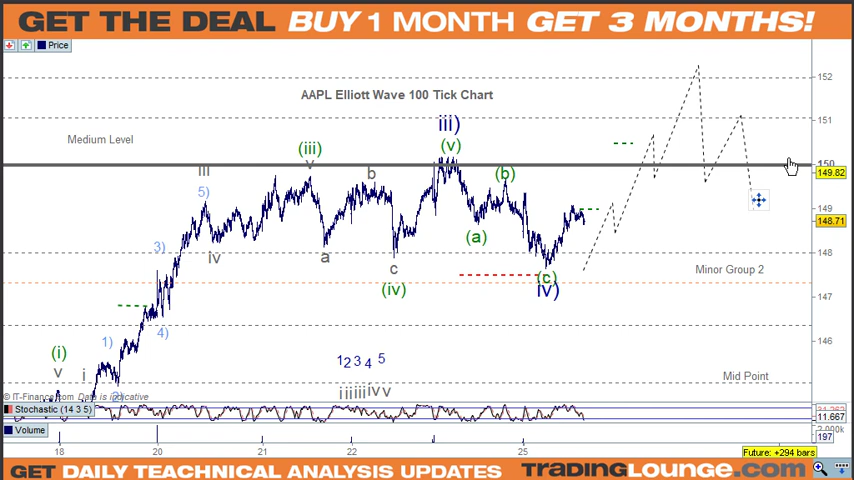 GET THE DEAL BUY 1 MONTH GET 3 MONTHS!
Price
152
AAPL Elliott Wave 100 Tick Chart
151
Medium Level
iii)
(iii)
(v)
v
150
III
b
(b)
149.82
5)
149
148.71
(a)
3)
iv
a
148
c
Minor Group 2
(c)
(iv)
iv)
147
4)
1)
146
(i)
1 2 3 4 5
v
i
Mid Point
i ii iii iv v
2)
© IT-Finance.com Data is indicative
Stochastic (14 3 5)
11.667
Volume
2.000k
197
18 20 21 22 25
Future: +294 bars
GET DAILY TEACHNICAL ANALYSIS UPDATES TRADINGLOUNGE.com